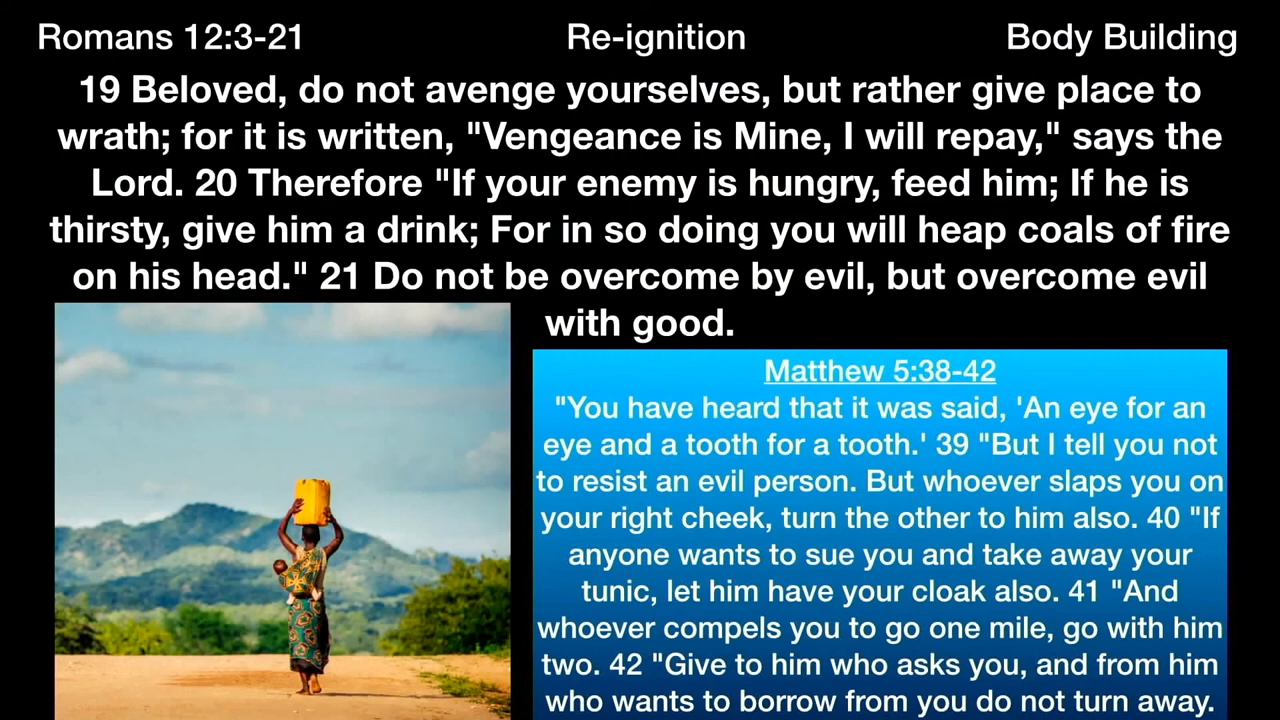 Romans 12:3-21 Re-ignition Body Building
19 Beloved, do not avenge yourselves, but rather give place to
wrath; for it is written, "Vengeance is Mine, I will repay," says the
Lord. 20 Therefore "If your enemy is hungry, feed him; If he is
thirsty, give him a drink; For in so doing you will heap coals of fire
on his head." 21 Do not be overcome by evil, but overcome evil
with good.
Matthew 5:38-42
"You have heard that it was said, 'An eye for an
eye and a tooth for a tooth.' 39 "But I tell you not
to resist an evil person. But whoever slaps you on
your right cheek, turn the other to him also. 40 "If
anyone wants to sue you and take away your
tunic, let him have your cloak also. 41 "And
whoever compels you to go one mile, go with him
two. 42 "Give to him who asks you, and from him
who wants to borrow from you do not turn away.